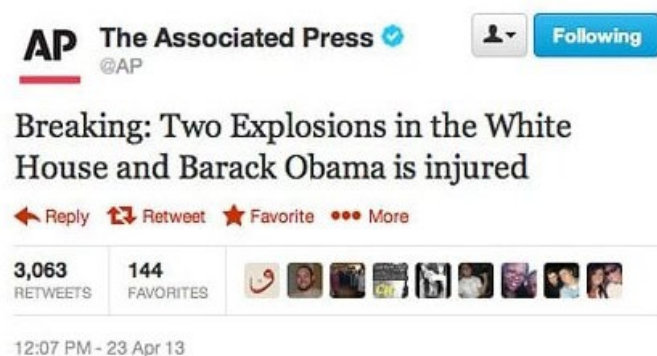 AP The Associated Press Following
@AP
Breaking: Two Explosions in the White
House and Barack Obama is injured
Reply Retweet Favorite More
3,063 144
RETWEETS FAVORITES
12:07 PM - 23 Apr 13